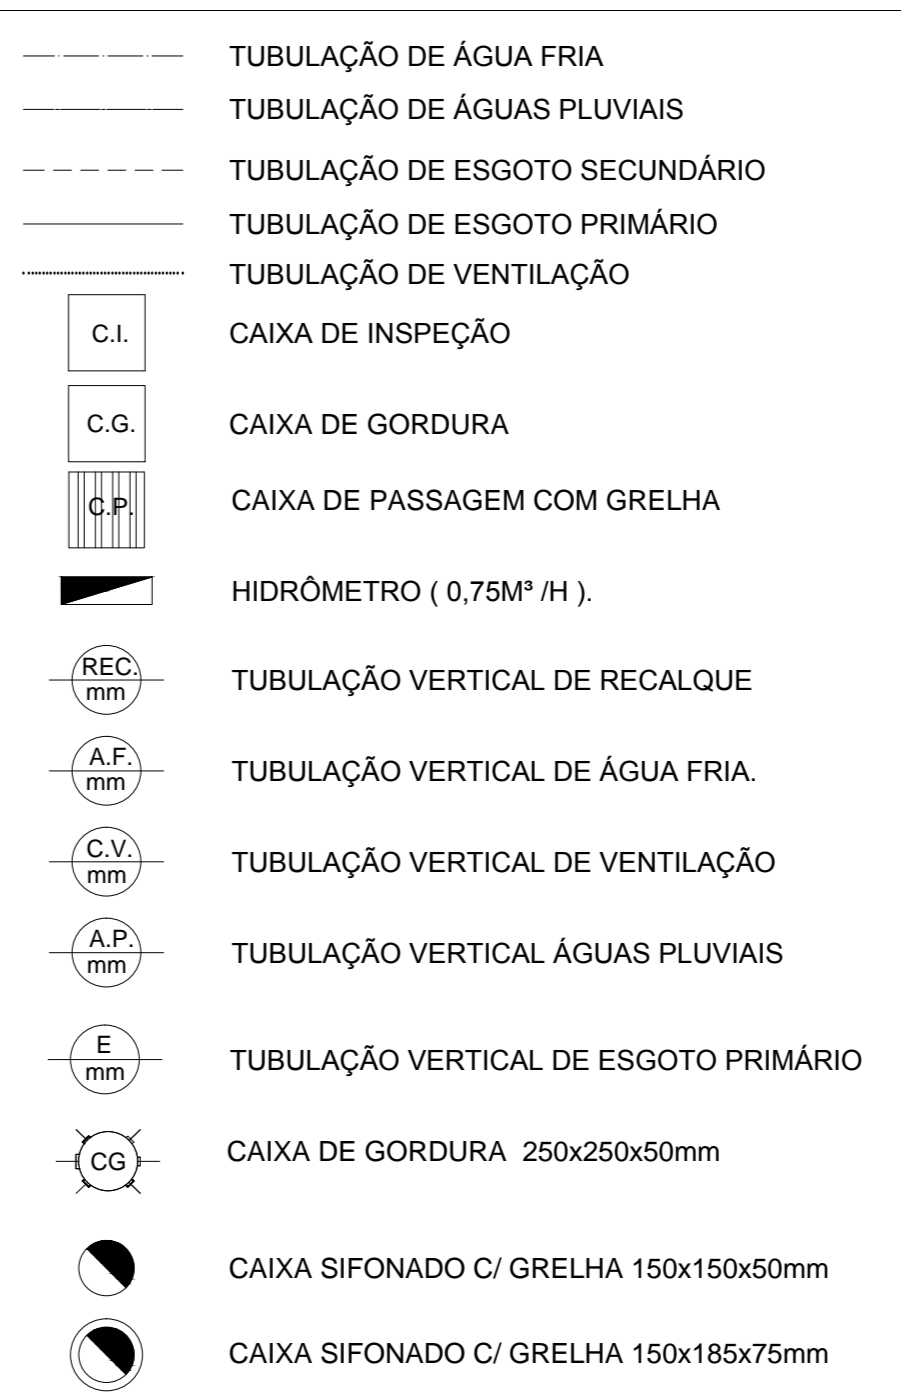 TUBULAÇÃO DE ÁGUA FRIA
TUBULAÇÃO DE ÁGUAS PLUVIAIS
TUBULAÇÃO DE ESGOTO SECUNDÁRIO
TUBULAÇÃO DE ESGOTO PRIMÁRIO
TUBULAÇÃO DE VENTILAÇÃO
C.I. CAIXA DE INSPEÇÃO
C.G. CAIXA DE GORDURA
C.P. CAIXA DE PASSAGEM COM GRELHA
HIDRÔMETRO ( 0,75M³ /H ).
REC.
mm
TUBULAÇÃO VERTICAL DE RECALQUE
A.F.
mm
TUBULAÇÃO VERTICAL DE ÁGUA FRIA.
C.V.
mm
TUBULAÇÃO VERTICAL DE VENTILAÇÃO
A.P.
mm
TUBULAÇÃO VERTICAL ÁGUAS PLUVIAIS
E
mm
TUBULAÇÃO VERTICAL DE ESGOTO PRIMÁRIO
CG CAIXA DE GORDURA 250x250x50mm
CAIXA SIFONADO C/ GRELHA 150x150x50mm
CAIXA SIFONADO C/ GRELHA 150x185x75mm